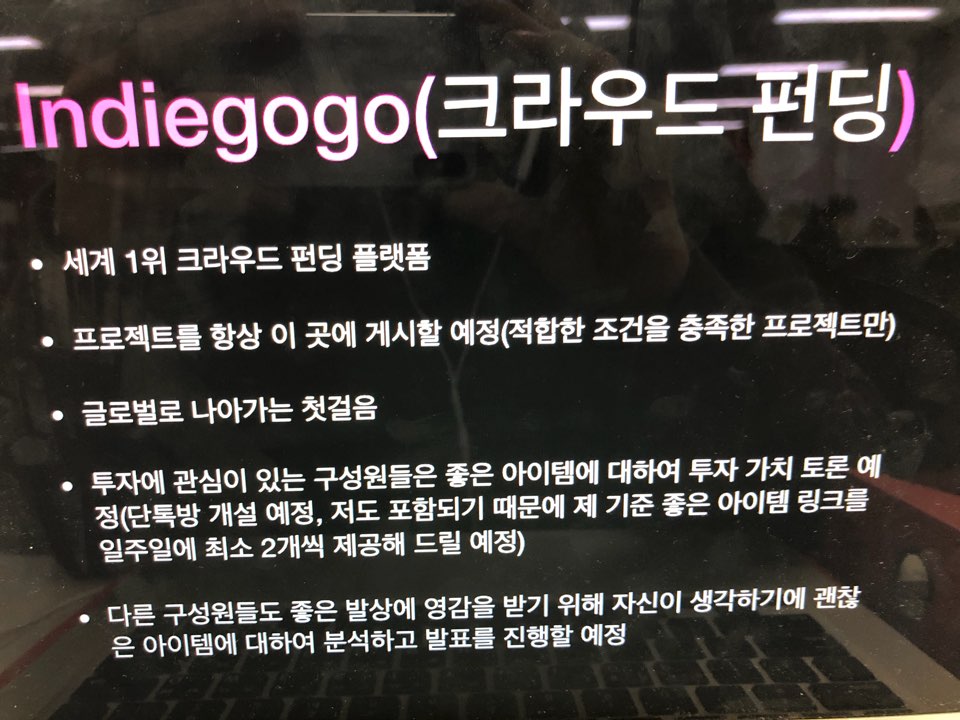 Indiegogo(크라우드 펀딩)
• 세계 1위 크라우드 펀딩 플랫폼
• 프로젝트를 항상 이 곳에 게시할 예정(적합한 조건을 충족한 프로젝트만)
• 글로벌로 나아가는 첫걸음
• 투자에 관심이 있는 구성원들은 좋은 아이템에 대하여 투자 가치 토론 예
정(단톡방 개설 예정, 저도 포함되기 때문에 제 기준 좋은 아이템 링크를
일주일에 최소 2개씩 제공해 드릴 예정)
• 다른 구성원들도 좋은 발상에 영감을 받기 위해 자신이 생각하기에 괜찮
은 아이템에 대하여 분석하고 발표를 진행할 예정